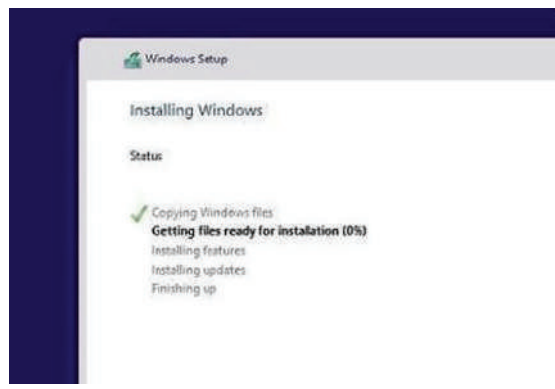 Windows Setup
Installing Windows
Status
Copying Windows files
Getting files ready for installation (0%)
Installing features
Installing updates
Finishing up